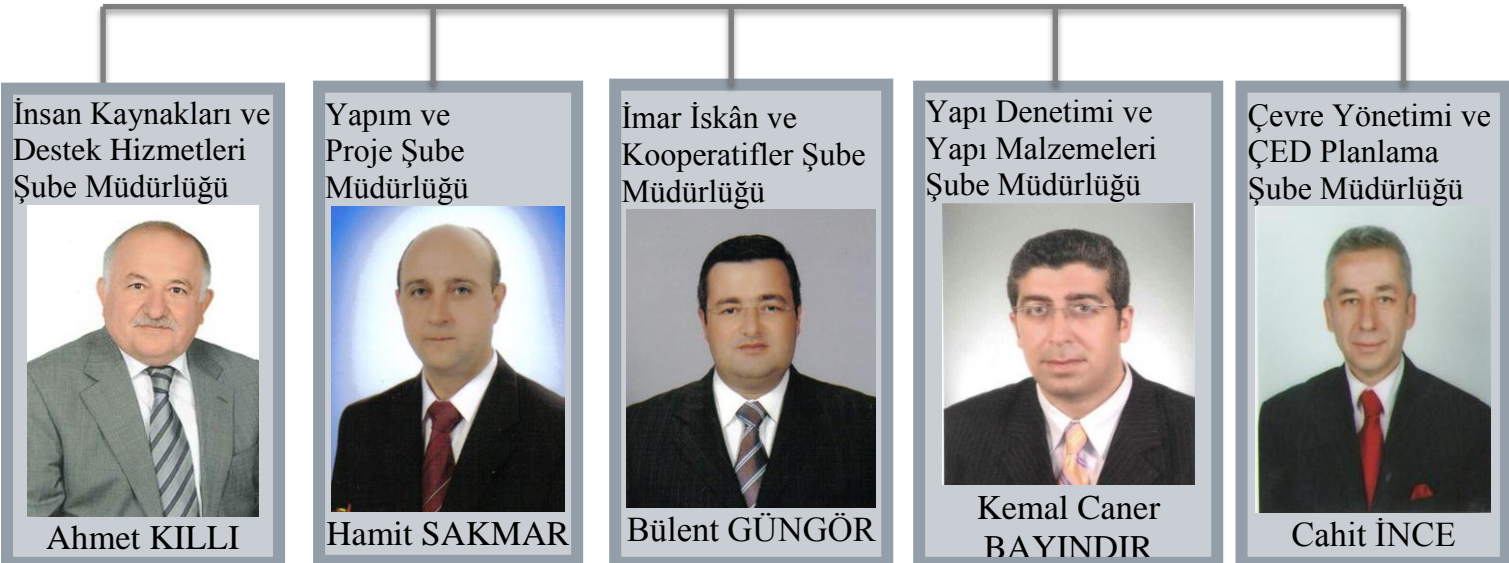 İnsan Kaynakları ve
Destek Hizmetleri
Şube Müdürlüğü
Ahmet KILLI
Yapım ve
Proje Şube
Müdürlüğü
Hamit SAKMAR
İmar İskân ve
Kooperatifler Şube
Müdürlüğü
Bülent GÜNGÖR
Yapı Denetimi ve
Yapı Malzemeleri
Şube Müdürlüğü
Kemal Caner
BAYINDIR
Çevre Yönetimi ve
ÇED Planlama
Şube Müdürlüğü
Cahit İNCE